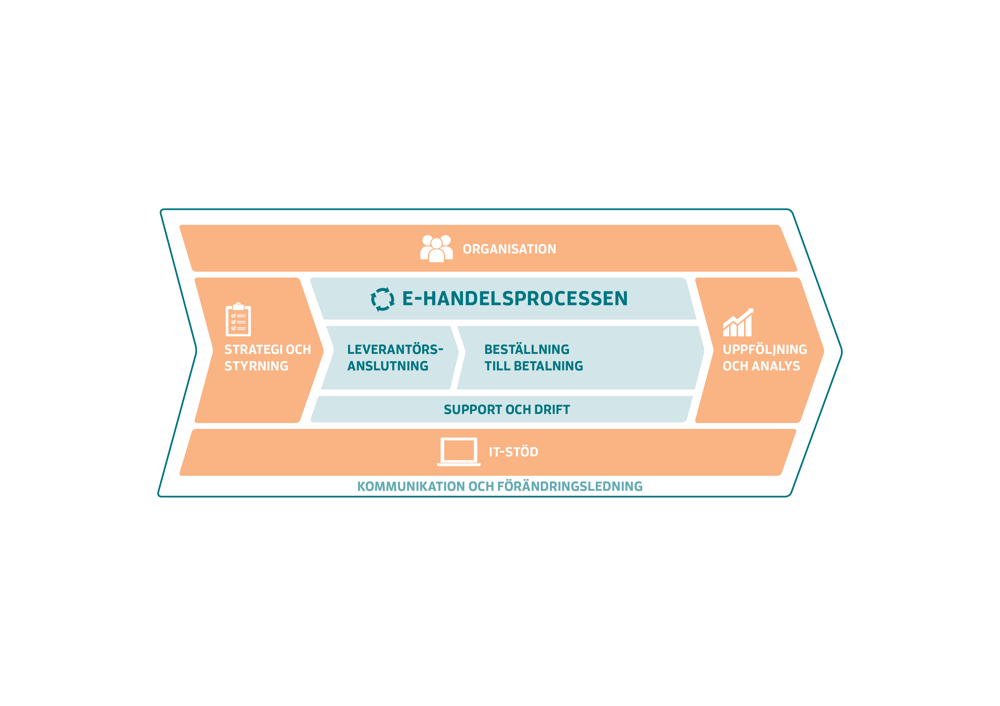 ORGANISATION
E-HANDELSPROCESSEN
STRATEGI OCH
STYRNING
LEVERANTÖRS-
ANSLUTNING
BESTÄLLNING
TILL BETALNING
UPPFÖLJNING
OCH ANALYS
SUPPORT OCH DRIFT
IT-STÖD
KOMMUNIKATION OCH FÖRÄNDRINGSLEDNING